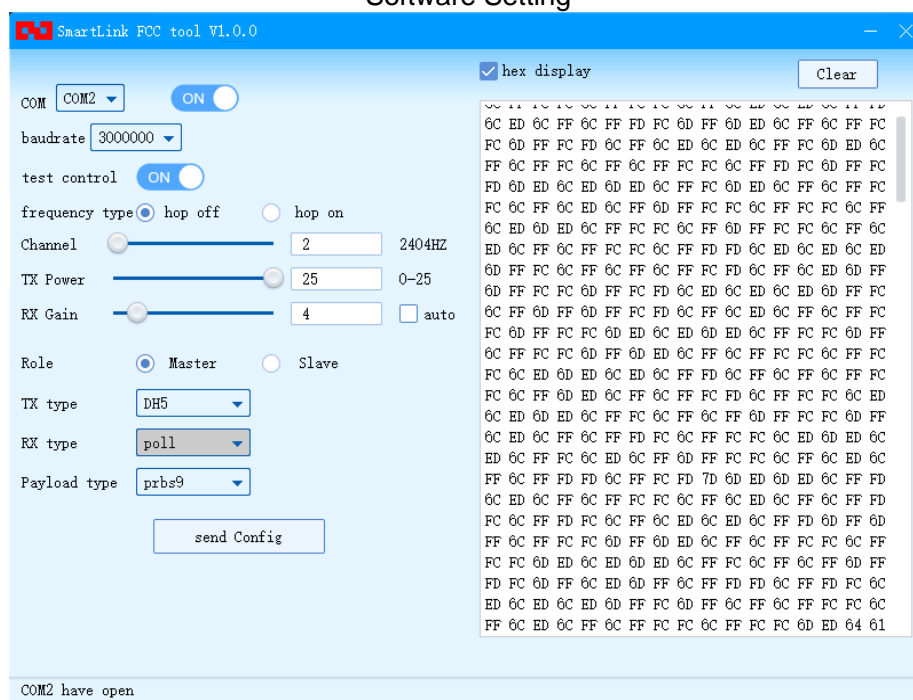 Software Setting
SmartLink FCC tool V1.0.0
COM COM2 ON
baudrate 3000000
test control ON
frequency type hop off hop on
Channel 2 2404HZ
TX Power 25 0-25
RX Gain 4 auto
Role Master Slave
TX type DH5
RX type poll
Payload type prbs9
send Config
hex display Clear
6C ED 6C FF 6C FF FD FC 6D FF 6D ED 6C FF 6C FF FC
FC 6D FF FC FD 6C FF 6C ED 6C ED 6C FF FC 6D ED 6C
FF 6C FF FC 6C FF 6C FF FC FC 6C FF FD FC 6D FF FC
FD 6D ED 6C ED 6D ED 6C FF FC 6D ED 6C FF 6C FF FC
FC 6C FF 6C ED 6C FF 6D FF FC FC 6C FF FC FC 6C FF
6C ED 6D ED 6C FF FC FC 6C FF 6D FF FC FC 6C FF 6C
ED 6C FF 6C FF FC FC 6C FF FD FD 6C ED 6C ED 6C ED
6D FF FC 6C FF 6C FF 6C FF FC FD 6C FF 6C ED 6D FF
6D FF FC FC 6D FF FC FD 6C ED 6C ED 6C ED 6D FF FC
6C FF 6D FF 6D FF FC FD 6C FF 6C ED 6C FF 6C FF FC
FC 6D FF FC FC 6D ED 6C ED 6D ED 6C FF FC FC 6D FF
6C FF FC FC 6D FF 6D ED 6C FF 6C FF FC FC 6C FF FC
FC 6C ED 6D ED 6C ED 6C FF FD 6C FF 6C FF 6C FF FC
FC 6C FF 6D ED 6C FF 6C FF FC FD 6C FF FC 6C 6C ED
6C ED 6D ED 6C FF FC 6C FF 6C FF 6D FF FC FC 6D FF
6C ED 6C FF 6C FF FD FC 6C FF FC FC 6C ED 6D ED 6C
ED 6C FF FC 6C ED 6C FF 6D FF FC FC 6C FF 6C ED 6C
FF 6C FF FD FD 6C FF FC FD 7D 6D ED 6D ED 6C FF FD
6C ED 6C FF 6C FF FC FC 6C FF 6C ED 6C FF 6C FF FD
FC 6C FF FD FC 6C FF 6C ED 6C ED 6C FF FD 6D FF 6D
FF 6C FF FC FC 6D FF 6D ED 6C FF 6C FF FC FC 6C FF
FC FC 6D ED 6C ED 6D ED 6C FF FC 6C FF 6C FF 6D FF
FD FC 6D FF 6C ED 6D FF 6C FF FD FD 6C FF FD FC 6C
ED 6C ED 6C ED 6D FF FC 6D FF 6C FF 6C FF FC FC 6C
FF 6C ED 6C FF 6C FF FC FC 6C FF FC FC 6D ED 64 61
COM2 have open